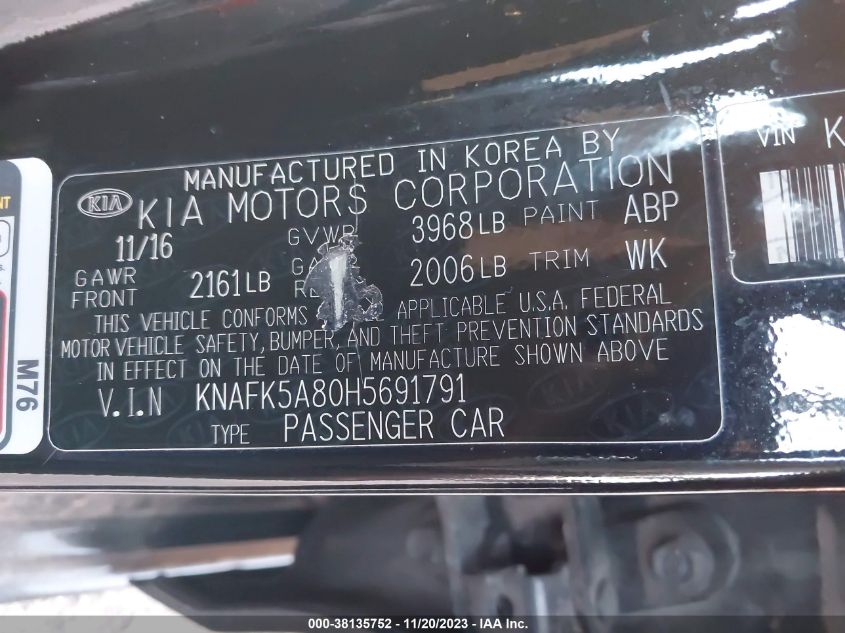 MANUFACTURED IN KOREA BY
KIA KIA MOTORS CORPORATION
11/16 GVWR 3968LB PAINT ABP
GAWR FRONT 2161LB 2006LB TRIM WK
THIS VEHICLE CONFORMS APPLICABLE U.S.A. FEDERAL
MOTOR VEHICLE SAFETY, BUMPER, AND THEFT PREVENTION STANDARDS
IN EFFECT ON THE DATE OF MANUFACTURE SHOWN ABOVE
V.I.N KNAFK5A80H5691791
TYPE PASSENGER CAR
VIN K
M76
000-38135752 - 11/20/2023 - IAA Inc.